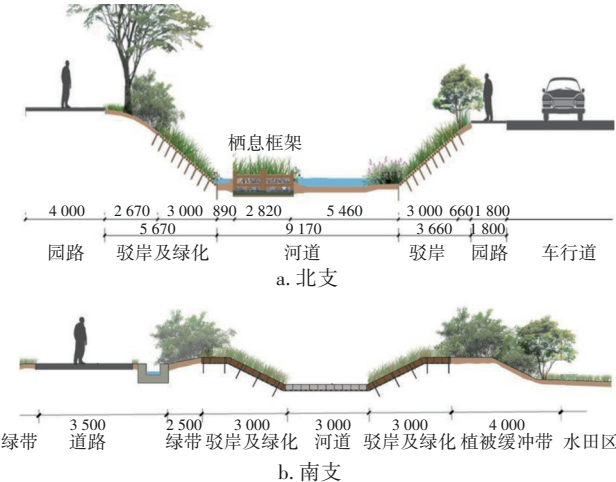 栖息框架
4 000 2 670 3 000 890 2 820 5 460 3 000 660 1 800
5 670 9 170 3 660 1 800
园路 驳岸及绿化 河道 驳岸 园路 车行道
a. 北支
3 500 2 500 3 000 3 000 3 000 4 000
绿带 道路 绿带 驳岸及绿化 河道 驳岸及绿化 植被缓冲带 水田区
b. 南支